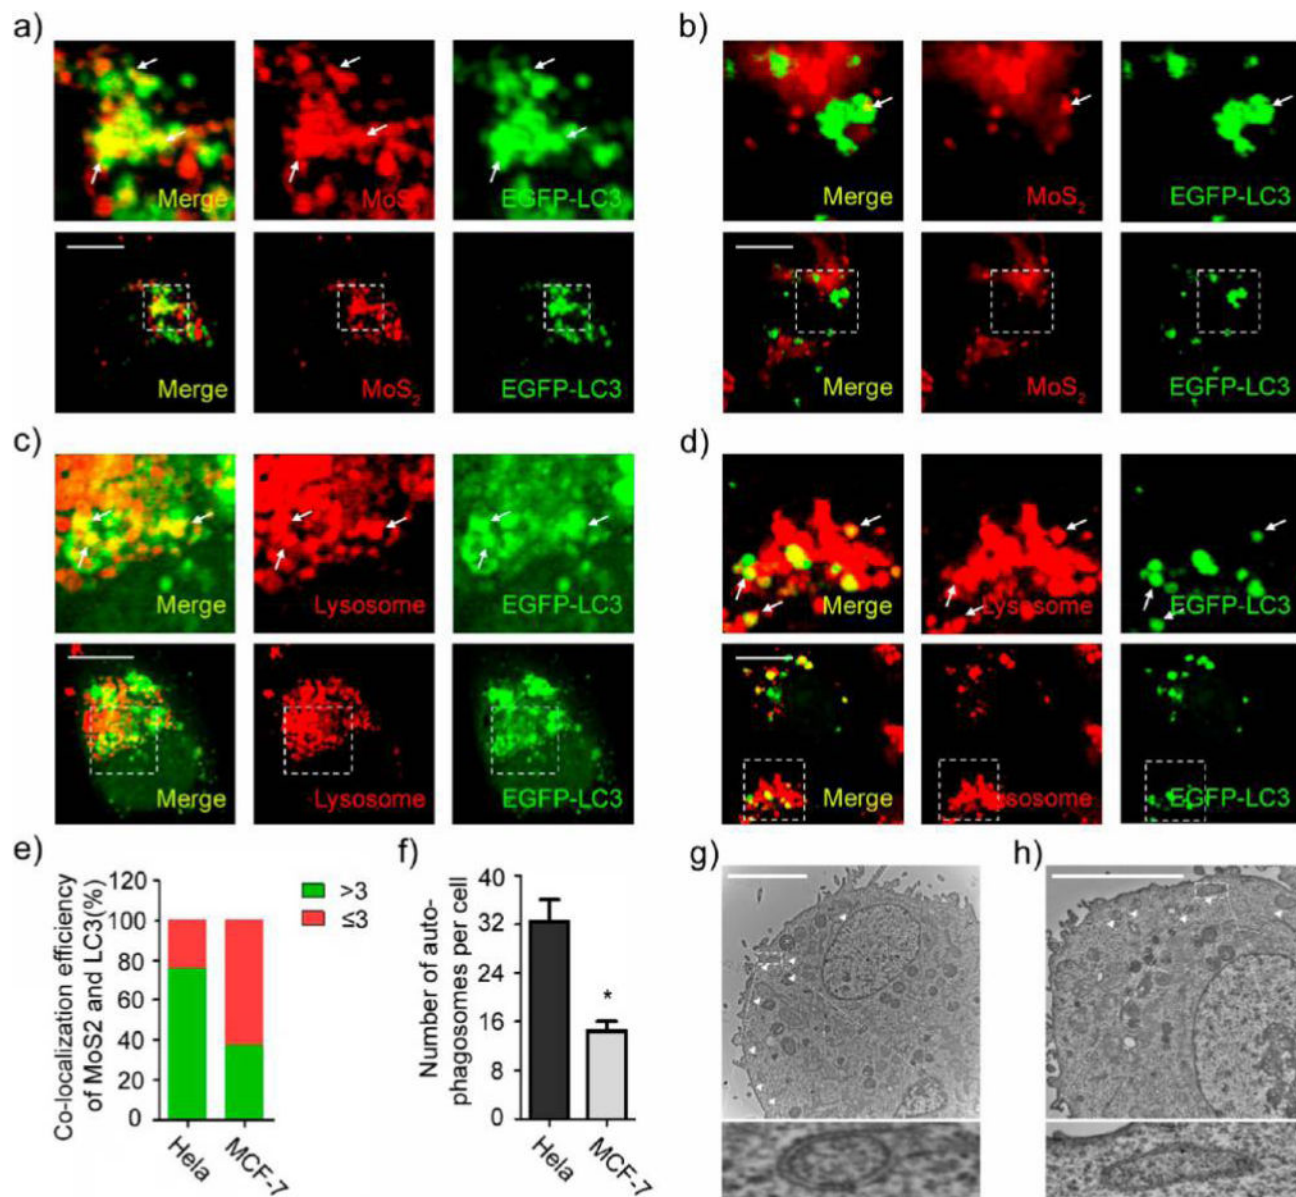 a)
b)
Merge MoS₂ EGFP-LC3
Merge MoS₂ EGFP-LC3
Merge MoS₂ EGFP-LC3
Merge MoS₂ EGFP-LC3
c)
d)
Merge Lysosome EGFP-LC3
Merge Lysosome EGFP-LC3
Merge Lysosome EGFP-LC3
Merge Lysosome EGFP-LC3
e)
Co-localization efficiency
of MoS2 and LC3(%)
120
100
80
60
40
20
0
Hela
MCF-7
>3
≤3
f)
Number of auto-
phagosomes per cell
40
32
24
16
8
0
*
Hela
MCF-7
g)
h)